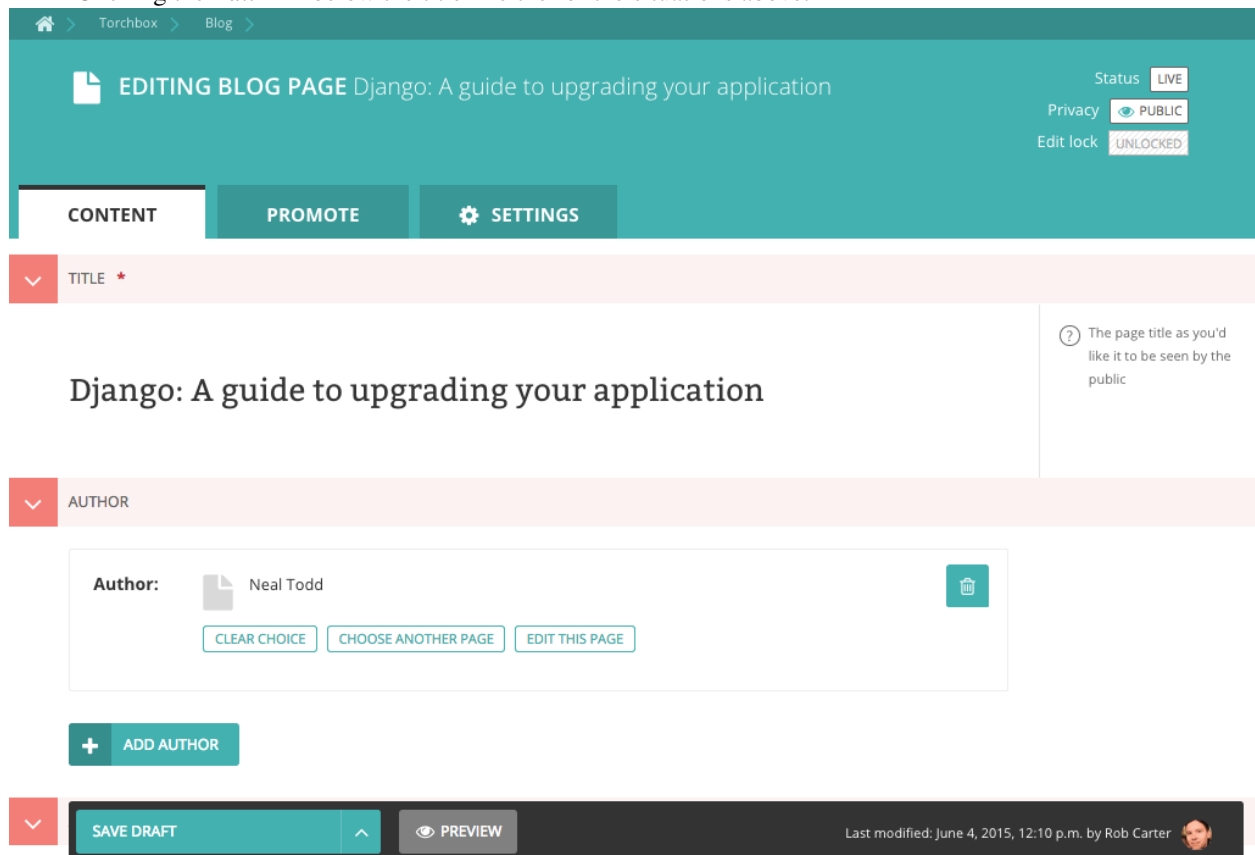 Torchbox Blog
EDITING BLOG PAGE Django: A guide to upgrading your application
Status LIVE
Privacy PUBLIC
Edit lock UNLOCKED
CONTENT PROMOTE SETTINGS
TITLE *
Django: A guide to upgrading your application
? The page title as you'd
like it to be seen by the
public
AUTHOR
Author: Neal Todd
CLEAR CHOICE CHOOSE ANOTHER PAGE EDIT THIS PAGE
+ ADD AUTHOR
SAVE DRAFT PREVIEW Last modified: June 4, 2015, 12:10 p.m. by Rob Carter